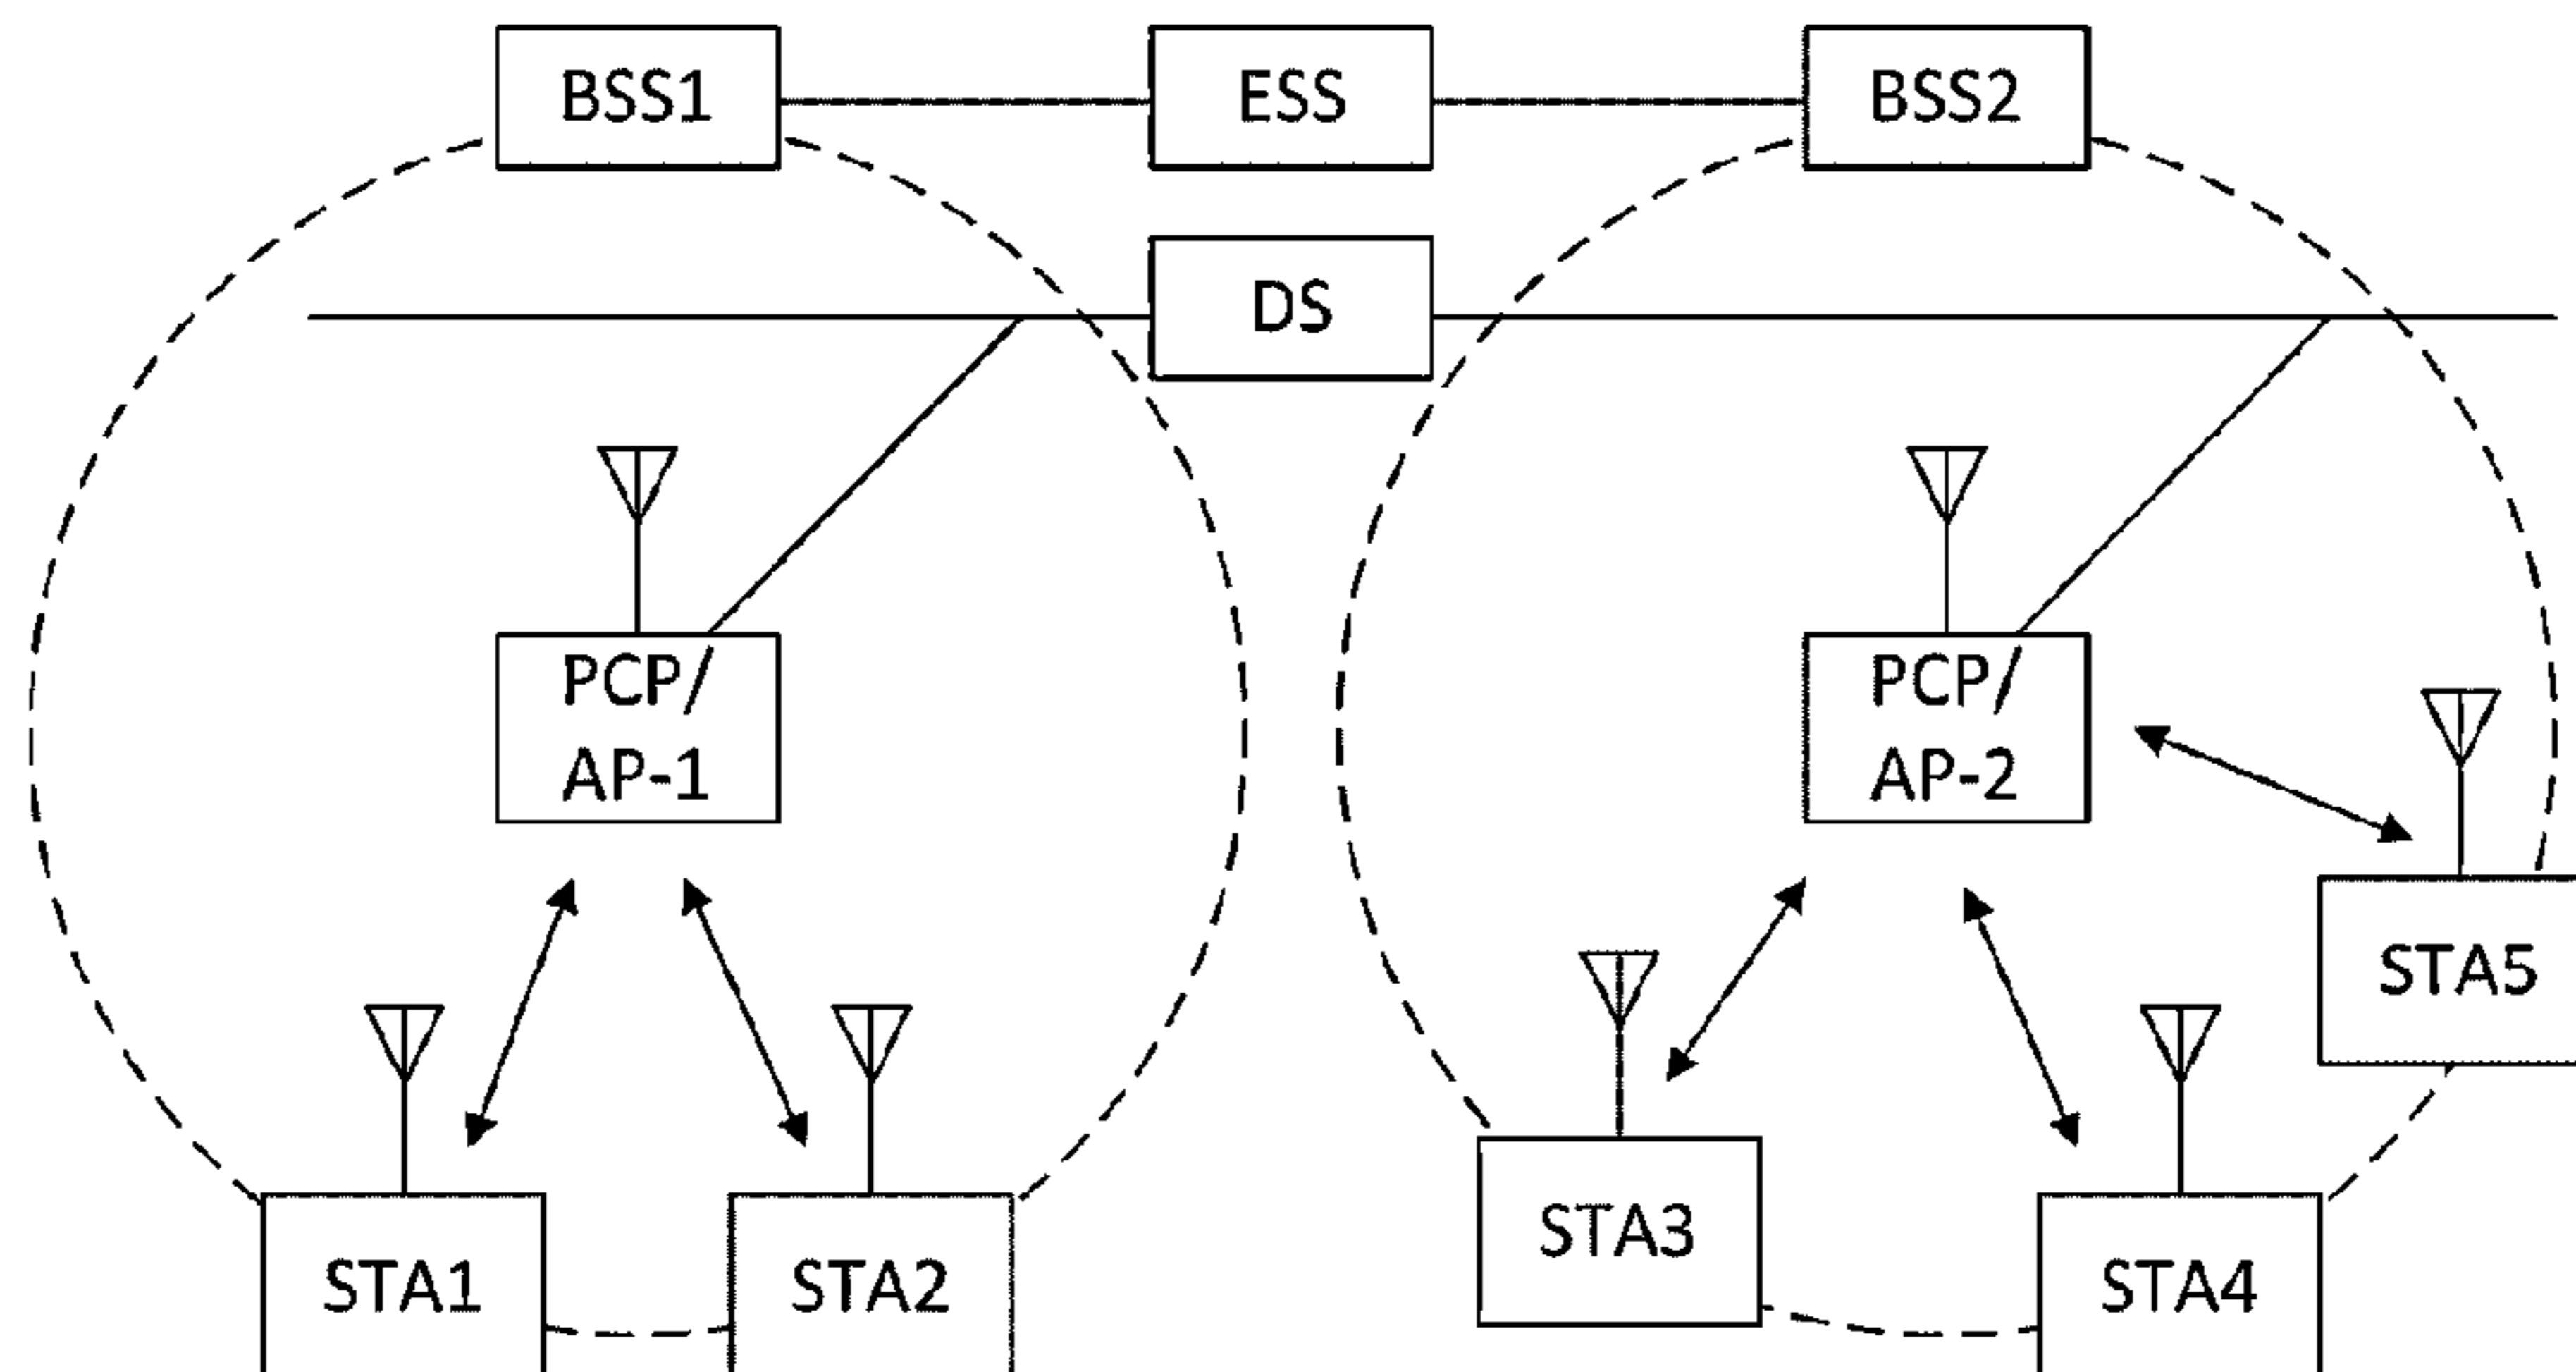 BSS1
ESS
BSS2
DS
PCP/
AP-1
PCP/
AP-2
STA5
STA3
STA1
STA2
STA4